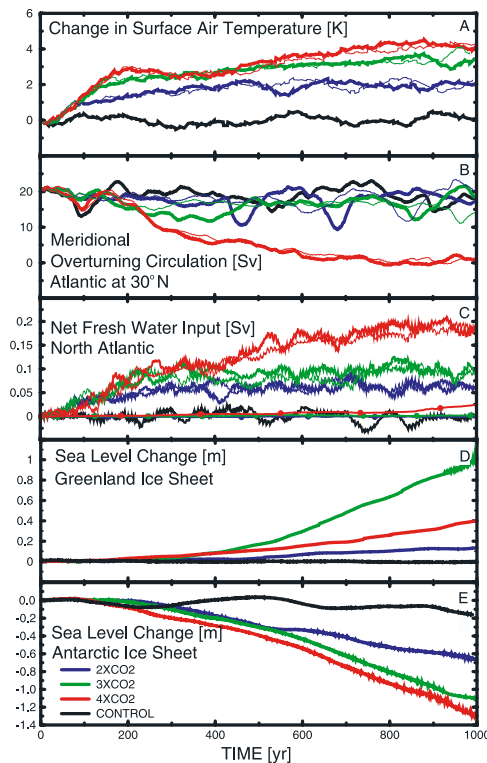 Change in Surface Air Temperature [K]
A
6
4
2
0
B
20
10
0
Meridional
Overturning Circulation [Sv]
Atlantic at 30°N
C
Net Fresh Water Input [Sv]
North Atlantic
0.2
0.15
0.1
0.05
0
D
Sea Level Change [m]
Greenland Ice Sheet
1
0.8
0.6
0.4
0.2
0
E
0.0
-0.2
-0.4
-0.6
-0.8
-1.0
-1.2
-1.4
Sea Level Change [m]
Antarctic Ice Sheet
2XCO2
3XCO2
4XCO2
CONTROL
0 200 400 600 800 1000
TIME [yr]